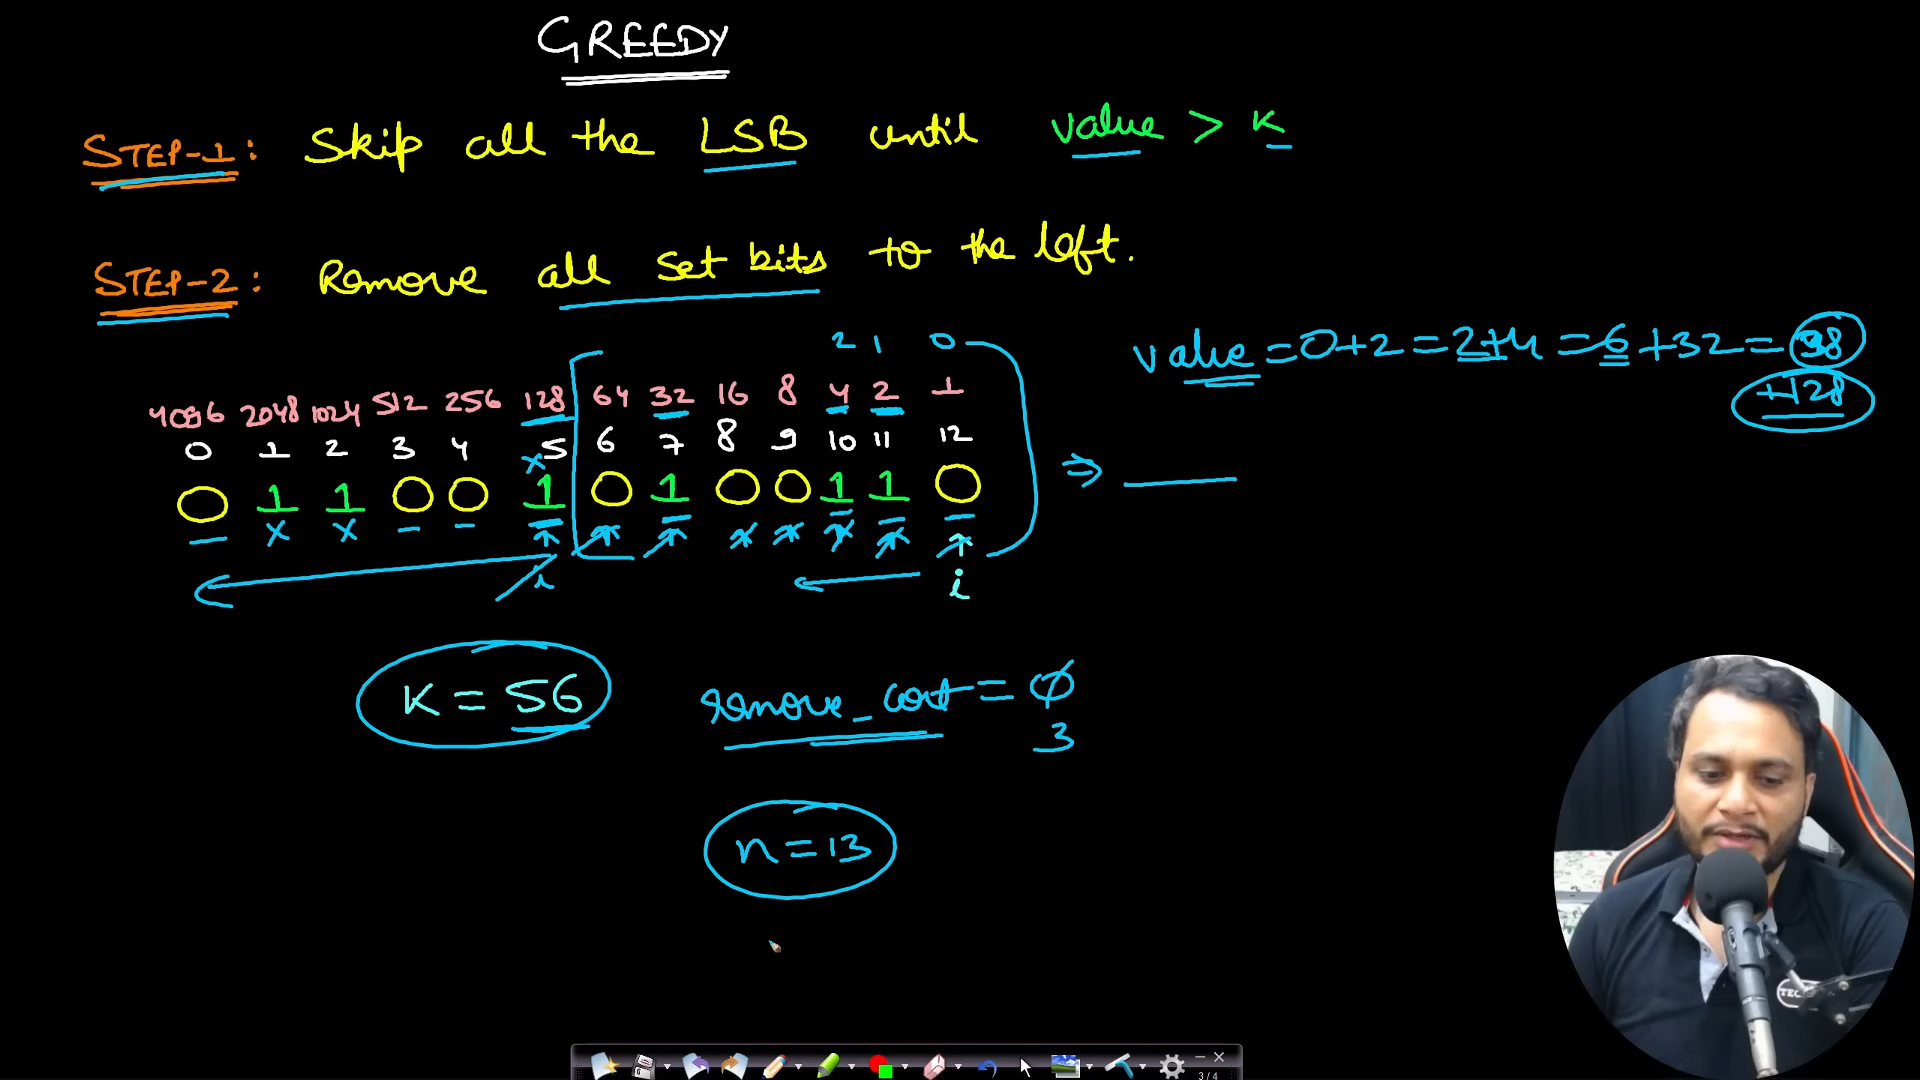 GREEDY
STEP-1: Skip all the LSB until value > K
STEP-2: Remove all set bits to the left.
2 1 0
value = 0+2 = 2+4 = 6 +32 = 38
+128
4096 2048 1024 512 256 128 64 32 16 8 4 2 1
0 1 2 3 4 5 6 7 8 9 10 11 12
0 1 1 0 0 1 0 1 0 0 1 1 0 ⇒
x x
i i
K = 56 remove_cost = 0
3
n = 13
3/4